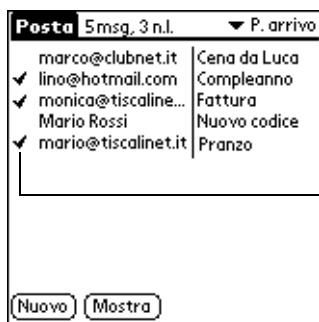 Posta 5 msg, 3 n.l. P. arrivo
marco@clubnet.it Cena da Luca
✔ lino@hotmail.com Compleanno
✔ monica@tiscaline... Fattura
Mario Rossi Nuovo codice
✔ mario@tiscalinet.it Pranzo
Nuovo Mostra